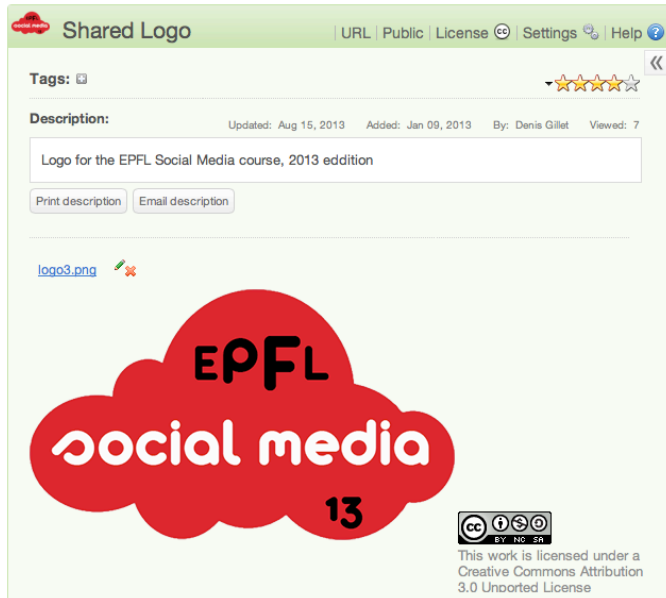 Shared Logo | URL | Public | License | Settings | Help
Tags:
Description:
Updated: Aug 15, 2013 Added: Jan 09, 2013 By: Denis Gillet Viewed: 7
Logo for the EPFL Social Media course, 2013 eddition
Print description Email description
logo3.png
EPFL
social media
13
cc
BY NC SA
This work is licensed under a
Creative Commons Attribution
3.0 Unported License